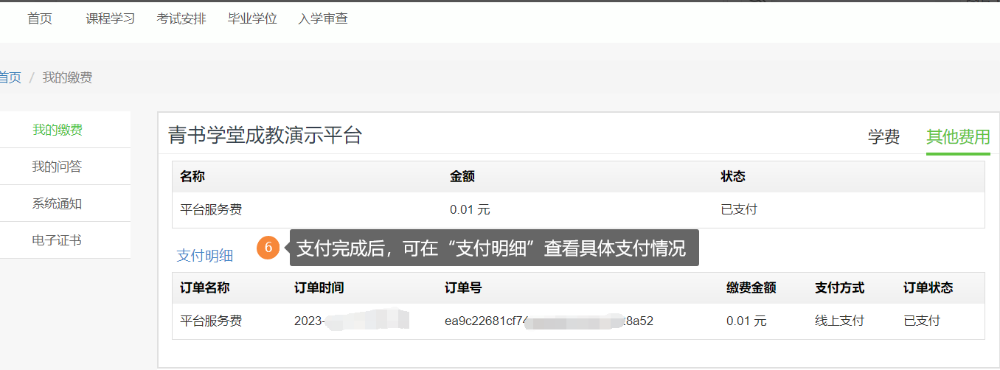 首页 课程学习 考试安排 毕业学位 入学审查
首页 / 我的缴费
我的缴费
我的问答
系统通知
电子证书
青书学堂成教演示平台 学费 其他费用
名称 金额 状态
平台服务费 0.01 元 已支付
支付明细 6 支付完成后，可在“支付明细”查看具体支付情况
订单名称 订单时间 订单号 缴费金额 支付方式 订单状态
平台服务费 2023- ea9c22681cf74 8a52 0.01 元 线上支付 已支付